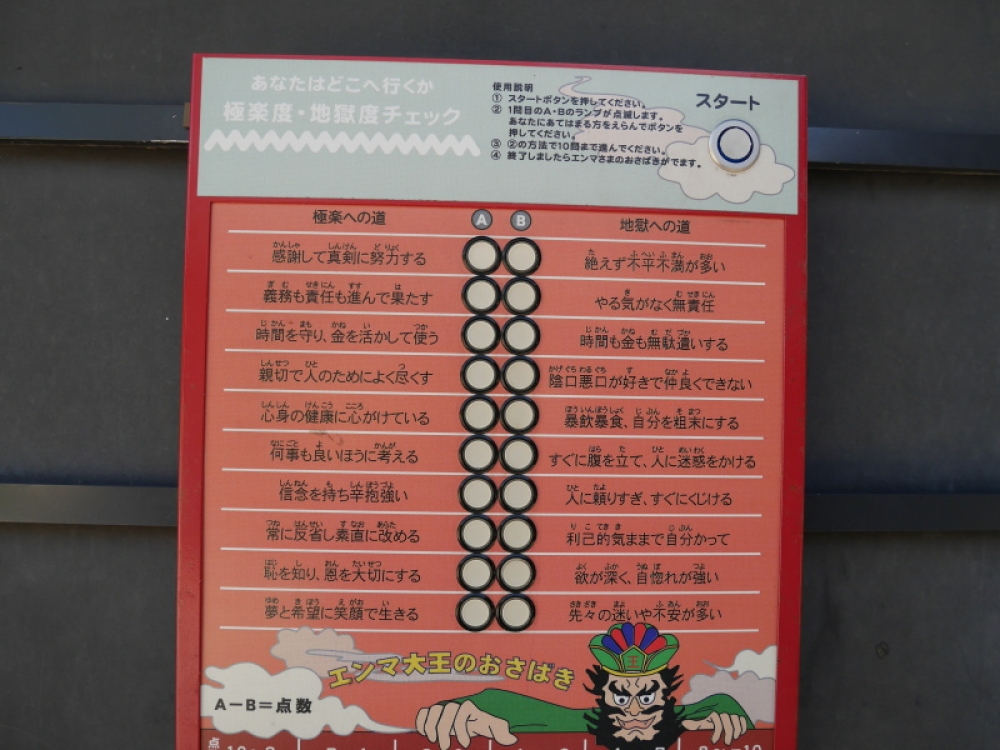 あなたはどこへ行くか
極楽度・地獄度チェック
使用説明
① スタートボタンを押してください。
② 1問目のA・Bのランプが点滅します。
あなたにあてはまる方をえらんでボタンを
押してください。
③ ②の方法で10問まで進んでください。
④ 終了しましたらエンマさまのおさばきがでます。
スタート
極楽への道 A B 地獄への道
感謝して真剣に努力する 絶えず不平不満が多い
義務も責任も進んで果たす やる気がなく無責任
時間を守り、金を活かして使う 時間も金も無駄遣いする
親切で人のためによく尽くす 陰口悪口が好きで仲良くできない
心身の健康に心がけている 暴飲暴食、自分を粗末にする
何事も良いほうに考える すぐに腹を立て、人に迷惑をかける
信念を持ち辛抱強い 人に頼りすぎ、すぐにくじける
常に反省し素直に改める 利己的気ままで自分かって
恥を知り、恩を大切にする 欲が深く、自惚れが強い
夢と希望に笑顔で生きる 先々の迷いや不安が多い
エンマ大王のおさばき
王
A−B=点数
点